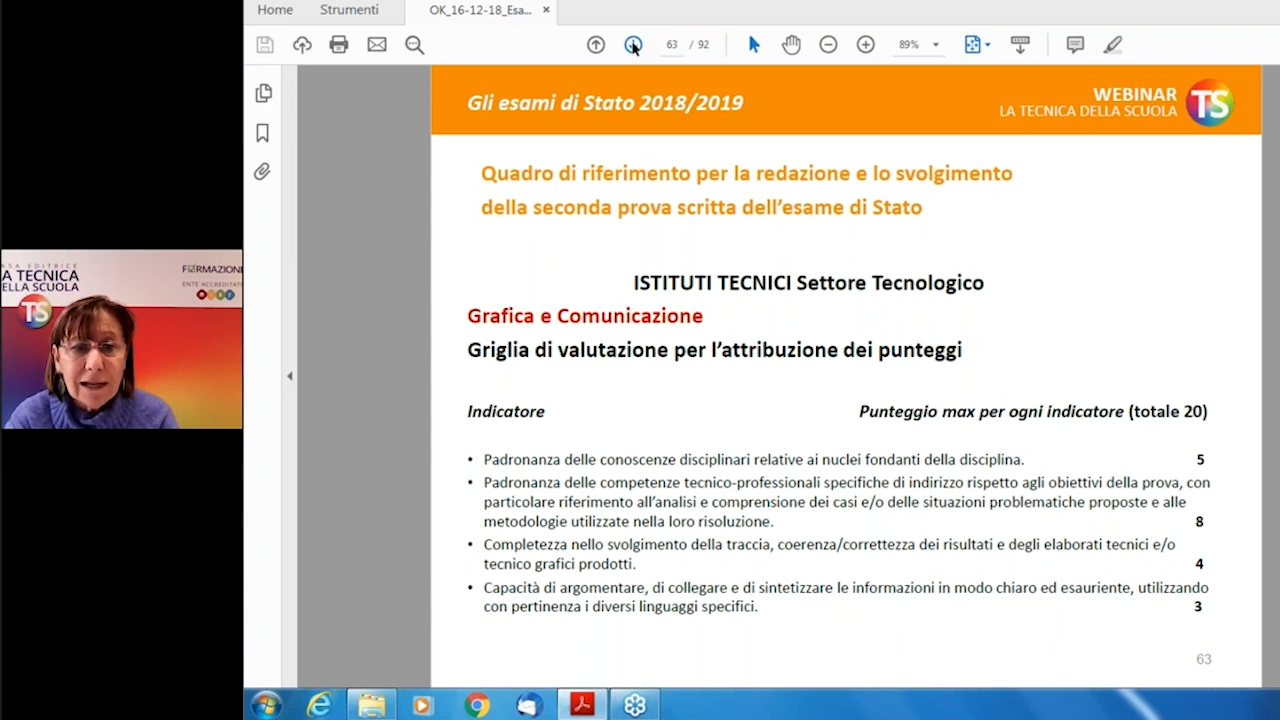 Home Strumenti OK_16-12-18_Esa... ×
63 / 92 89%
Gli esami di Stato 2018/2019
WEBINAR
LA TECNICA DELLA SCUOLA
TS
Quadro di riferimento per la redazione e lo svolgimento
della seconda prova scritta dell'esame di Stato
ISTITUTI TECNICI Settore Tecnologico
Grafica e Comunicazione
Griglia di valutazione per l'attribuzione dei punteggi
Indicatore Punteggio max per ogni indicatore (totale 20)
• Padronanza delle conoscenze disciplinari relative ai nuclei fondanti della disciplina. 5
• Padronanza delle competenze tecnico-professionali specifiche di indirizzo rispetto agli obiettivi della prova, con
particolare riferimento all'analisi e comprensione dei casi e/o delle situazioni problematiche proposte e alle
metodologie utilizzate nella loro risoluzione. 8
• Completezza nello svolgimento della traccia, coerenza/correttezza dei risultati e degli elaborati tecnici e/o
tecnico grafici prodotti. 4
• Capacità di argomentare, di collegare e di sintetizzare le informazioni in modo chiaro ed esauriente, utilizzando
con pertinenza i diversi linguaggi specifici. 3
63
ASA EDITRICE
A TECNICA
ELLA SCUOLA
TS
FORMAZIONE
ENTE ACCREDITAT